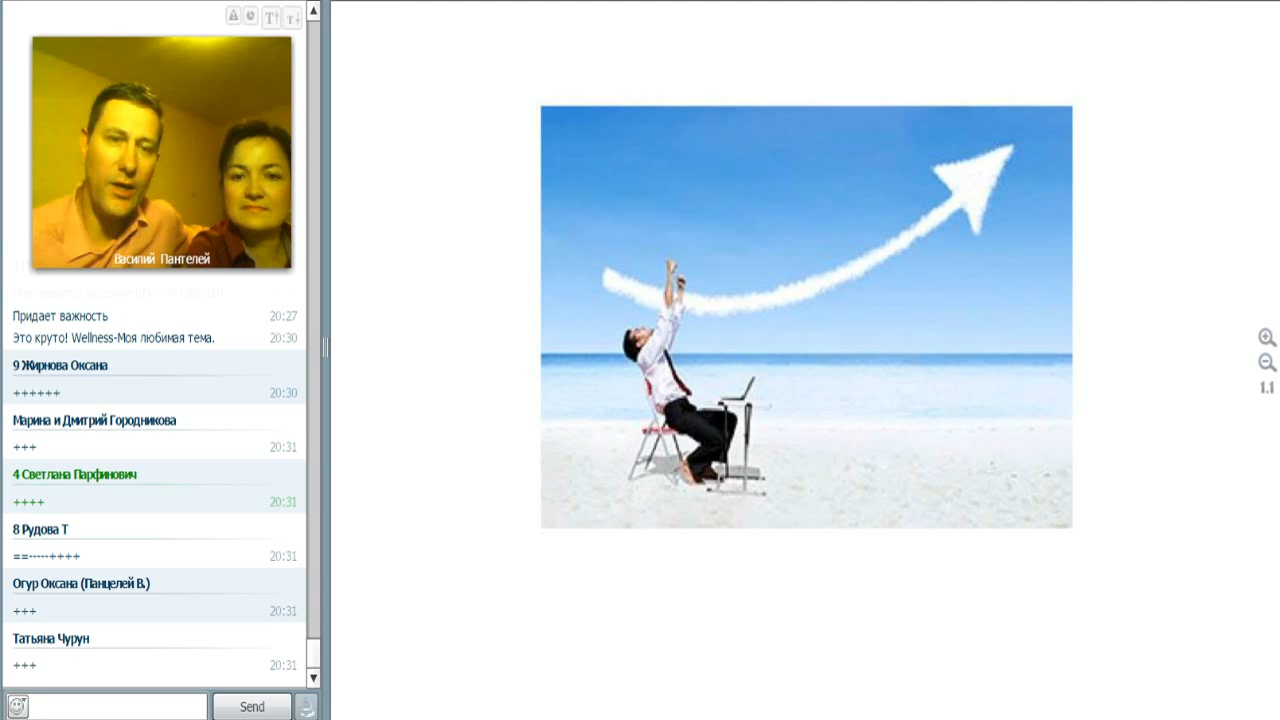 Василий Пантелей
Придает важность 20:27
Это круто! Wellness-Моя любимая тема. 20:30
9 Жирнова Оксана
++++++ 20:30
Марина и Дмитрий Городникова
+++ 20:31
4 Светлана Парфинович
++++ 20:31
8 Рудова Т
==-----++++ 20:31
Огур Оксана (Панцелей В.)
+++ 20:31
Татьяна Чурун
+++ 20:31
Send
1.1